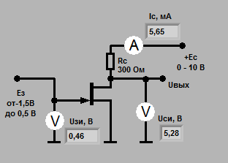 Ic, мА
5,65
A
Rc
300 Ом
+Ec
0 - 10 В
Eз
от-1,5В
до 0,5 В
Uвых
V
V
Uзи, В
0,46
Uси, В
5,28